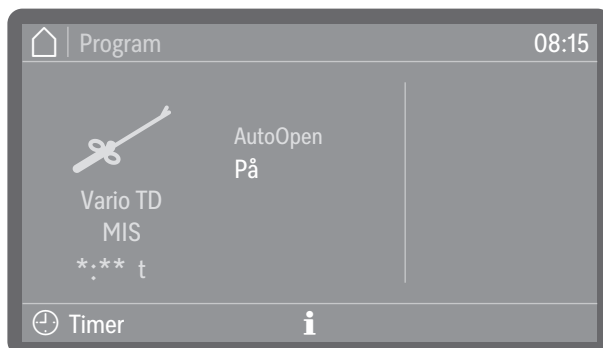 Program
08:15
AutoOpen
På
Vario TD
MIS
*:** t
Timer
i